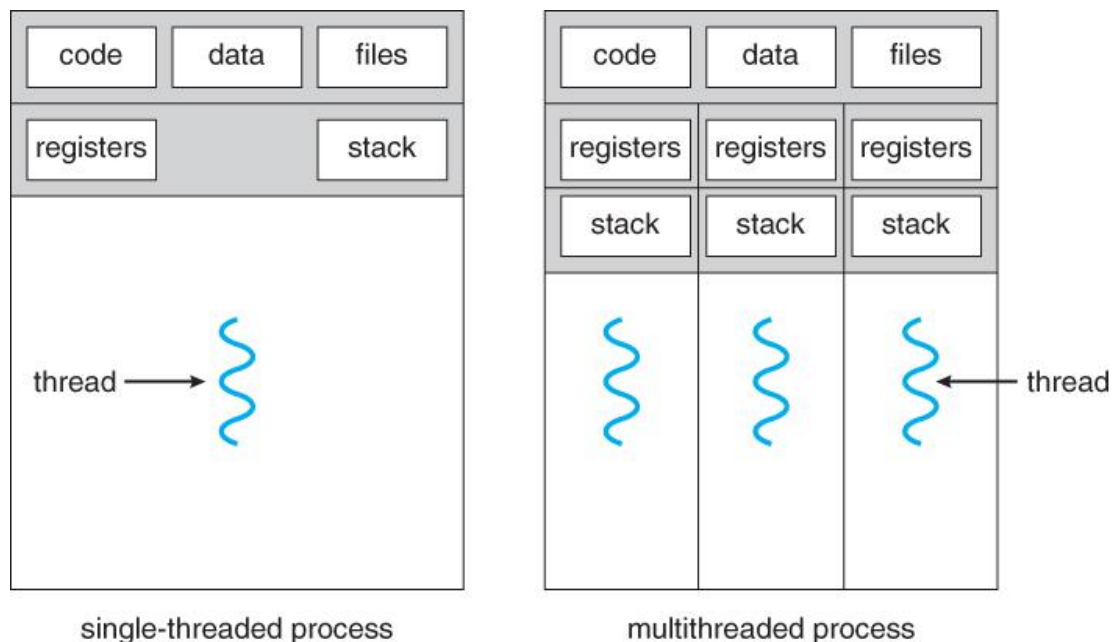 code data files
registers stack
thread
single-threaded process
code data files
registers registers registers
stack stack stack
thread
multithreaded process